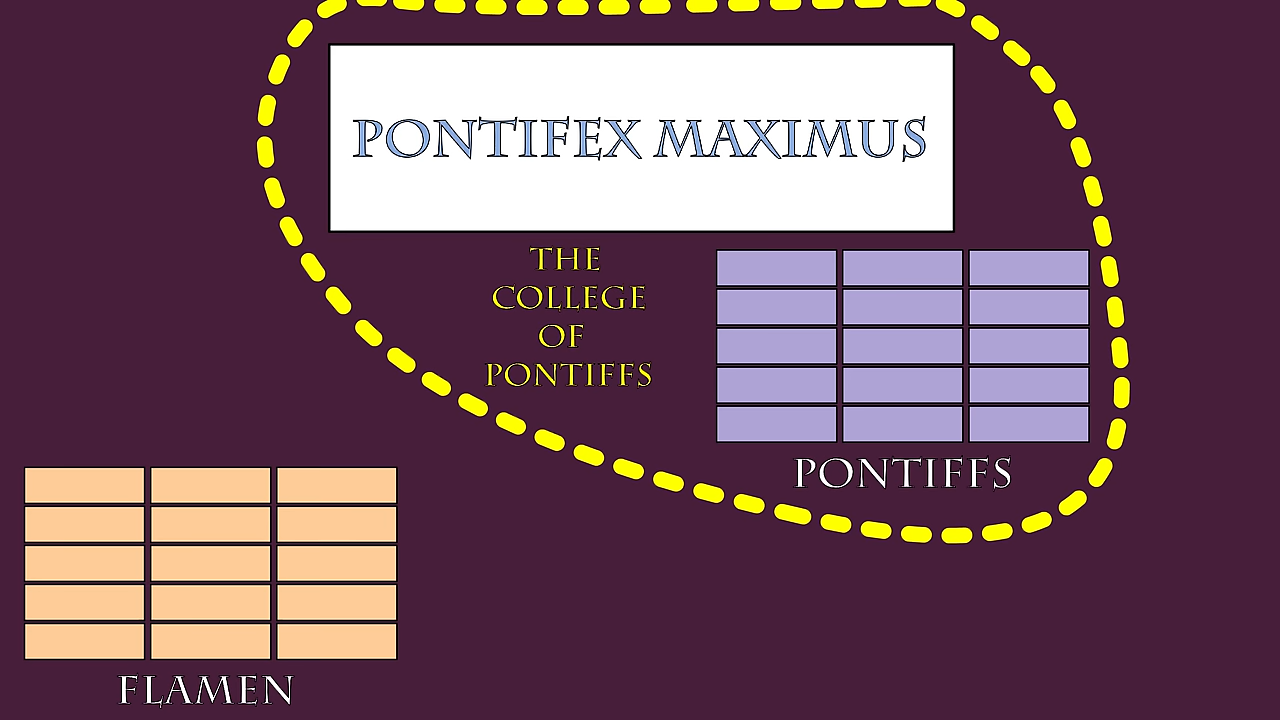 PONTIFEX MAXIMUS
THE
COLLEGE
OF
PONTIFFS
PONTIFFS
FLAMEN